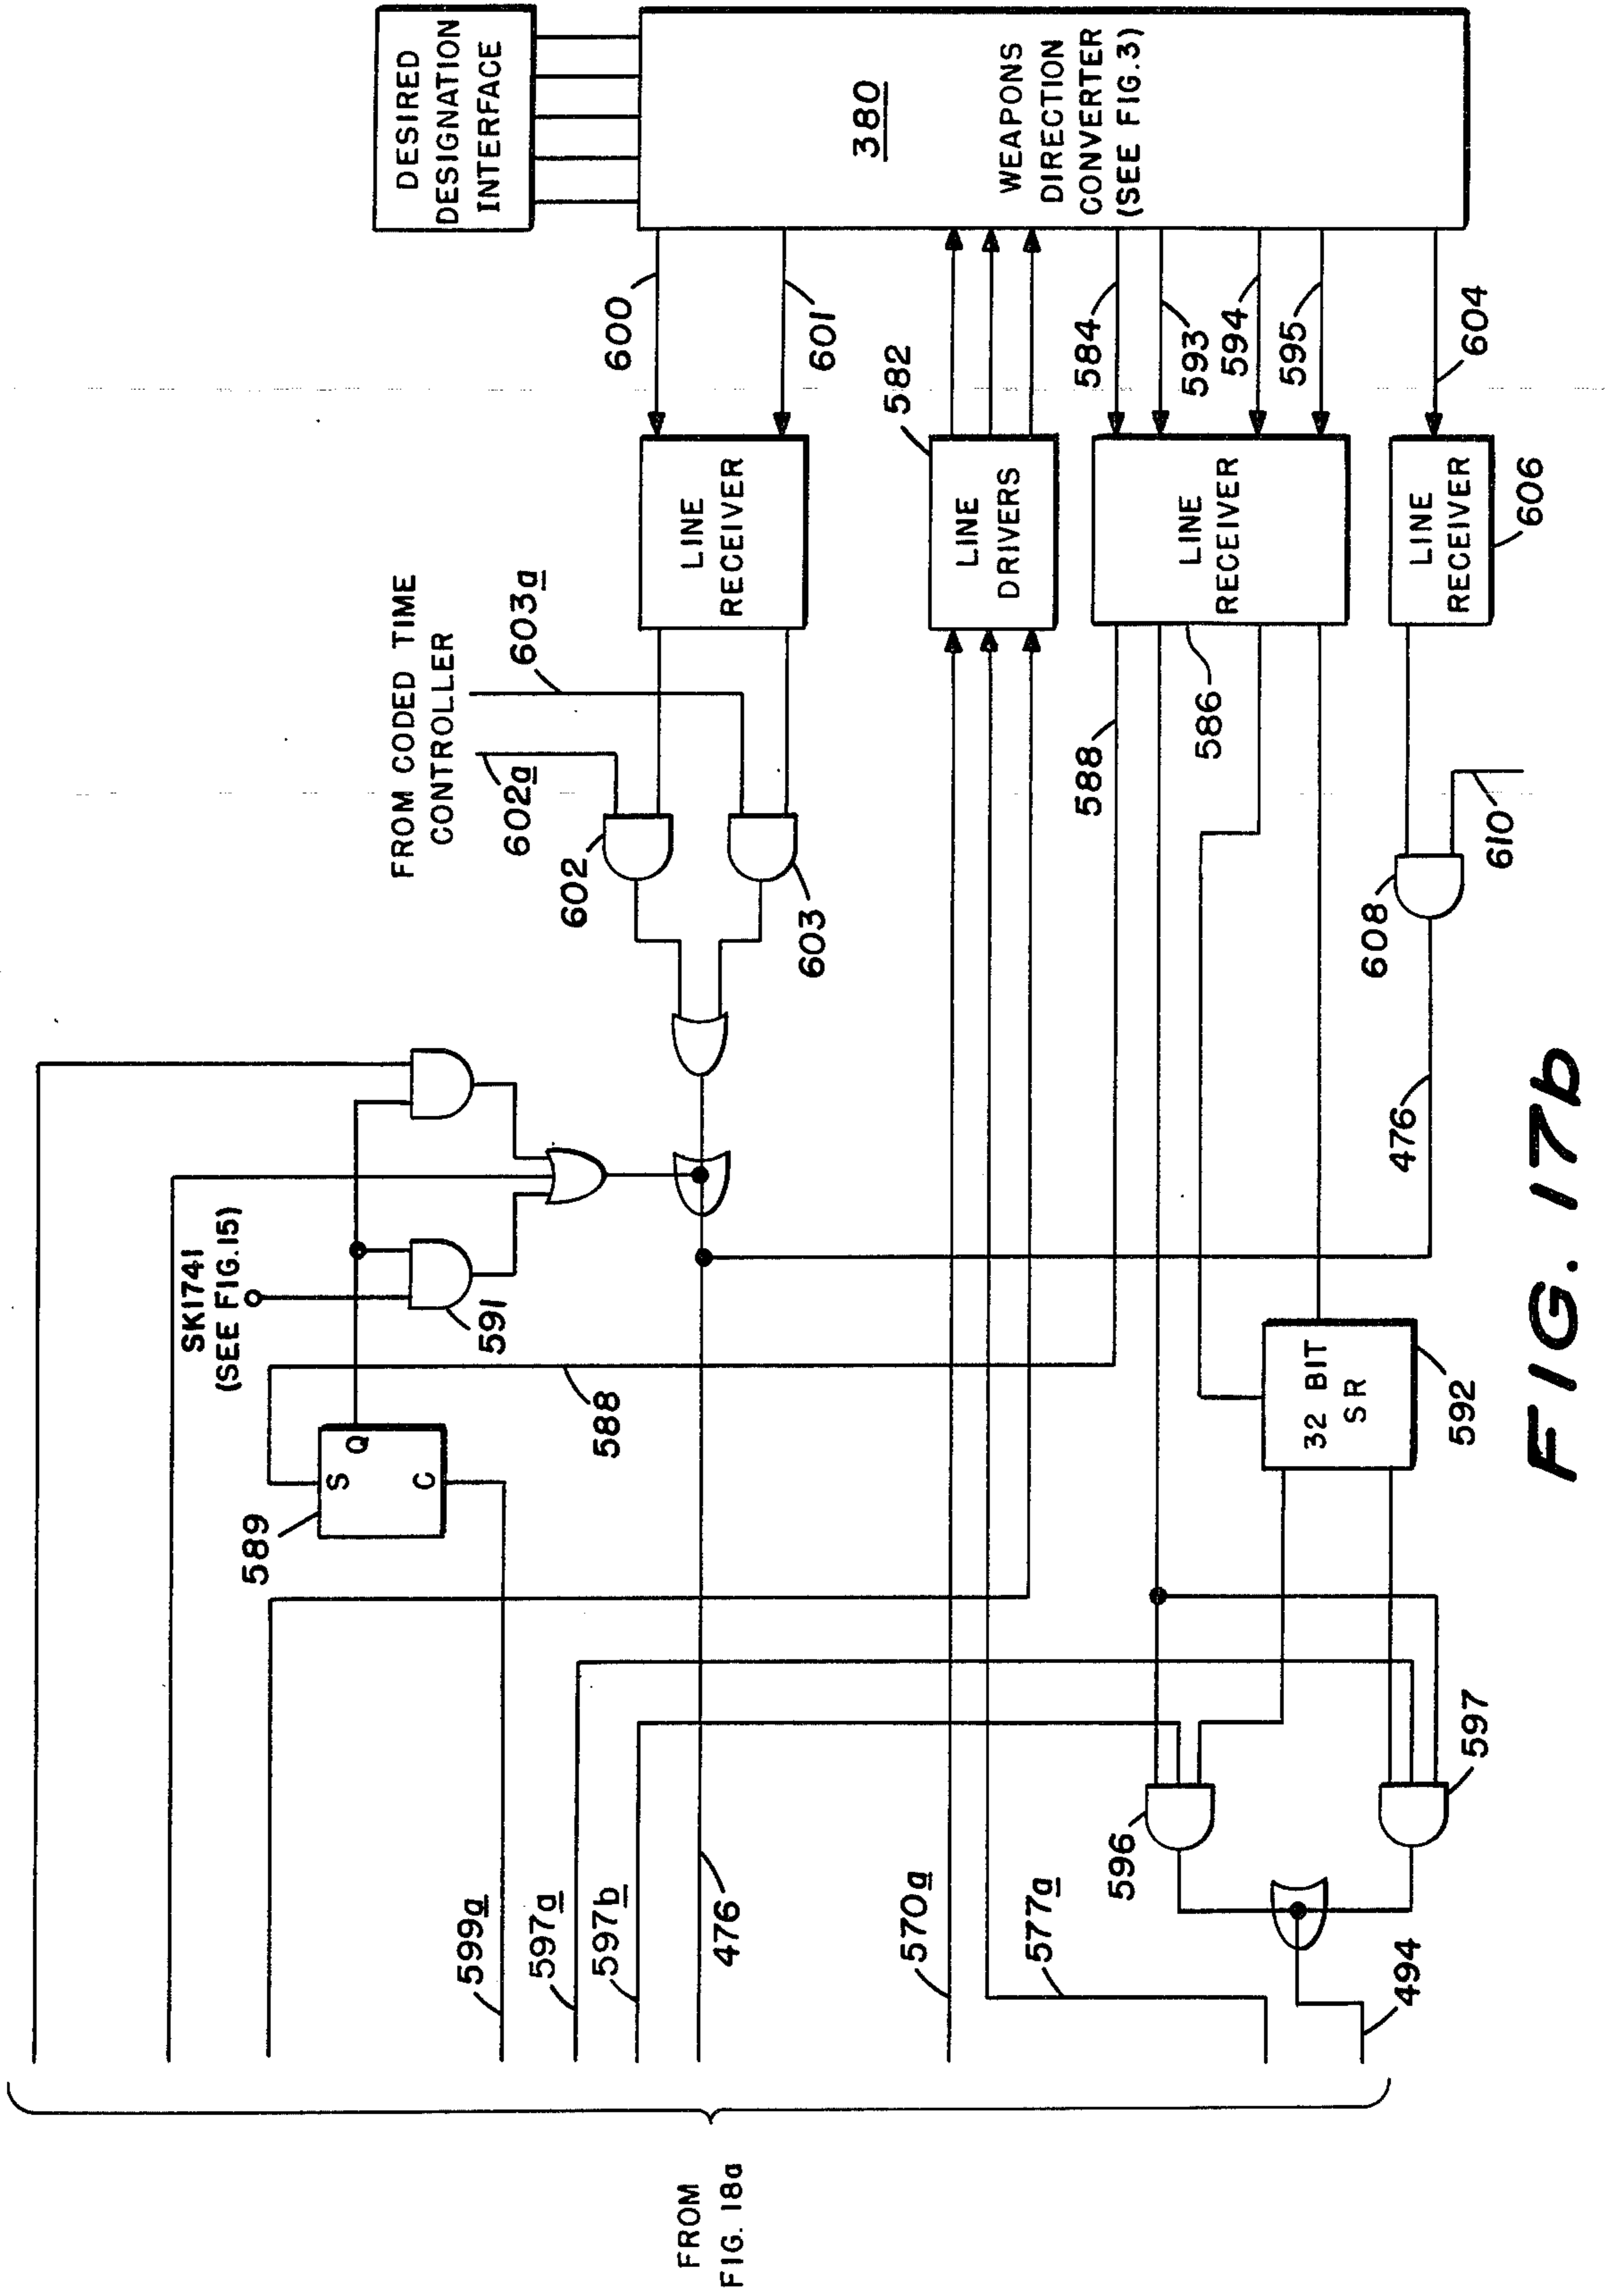 DESIRED
DESIGNATION
INTERFACE
380
WEAPONS
DIRECTION
CONVERTER
(SEE FIG.3)
600
601
582
584
593
594
595
604
LINE
RECEIVER
LINE
DRIVERS
LINE
RECEIVER
LINE
RECEIVER
606
FROM CODED TIME
CONTROLLER
603a
602a
602
603
588
586
608
610
SK1741
(SEE FIG.15)
591
476
589
S
Q
C
588
32 BIT
SR
592
599a
597a
597b
476
570a
577a
596
597
494
FROM
FIG. 18a
FIG. 17b